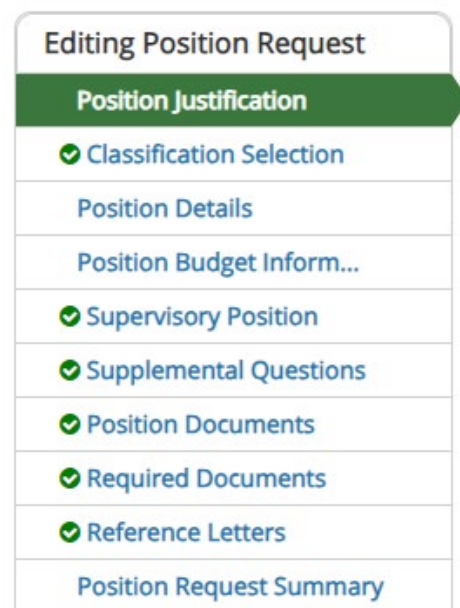 Editing Position Request
Position Justification
Classification Selection
Position Details
Position Budget Inform...
Supervisory Position
Supplemental Questions
Position Documents
Required Documents
Reference Letters
Position Request Summary